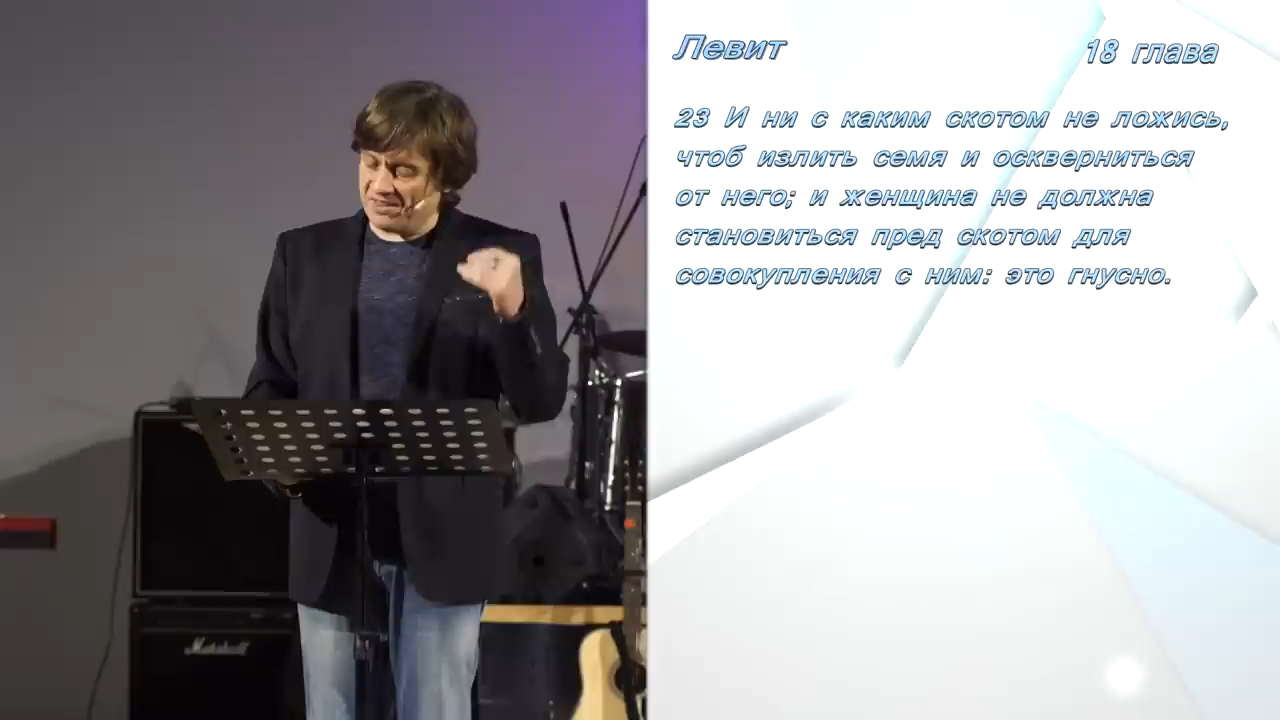 Левит 18 глава
23 И ни с каким скотом не ложись,
чтоб излить семя и оскверниться
от него; и женщина не должна
становиться пред скотом для
совокупления с ним: это гнусно.
Marshall